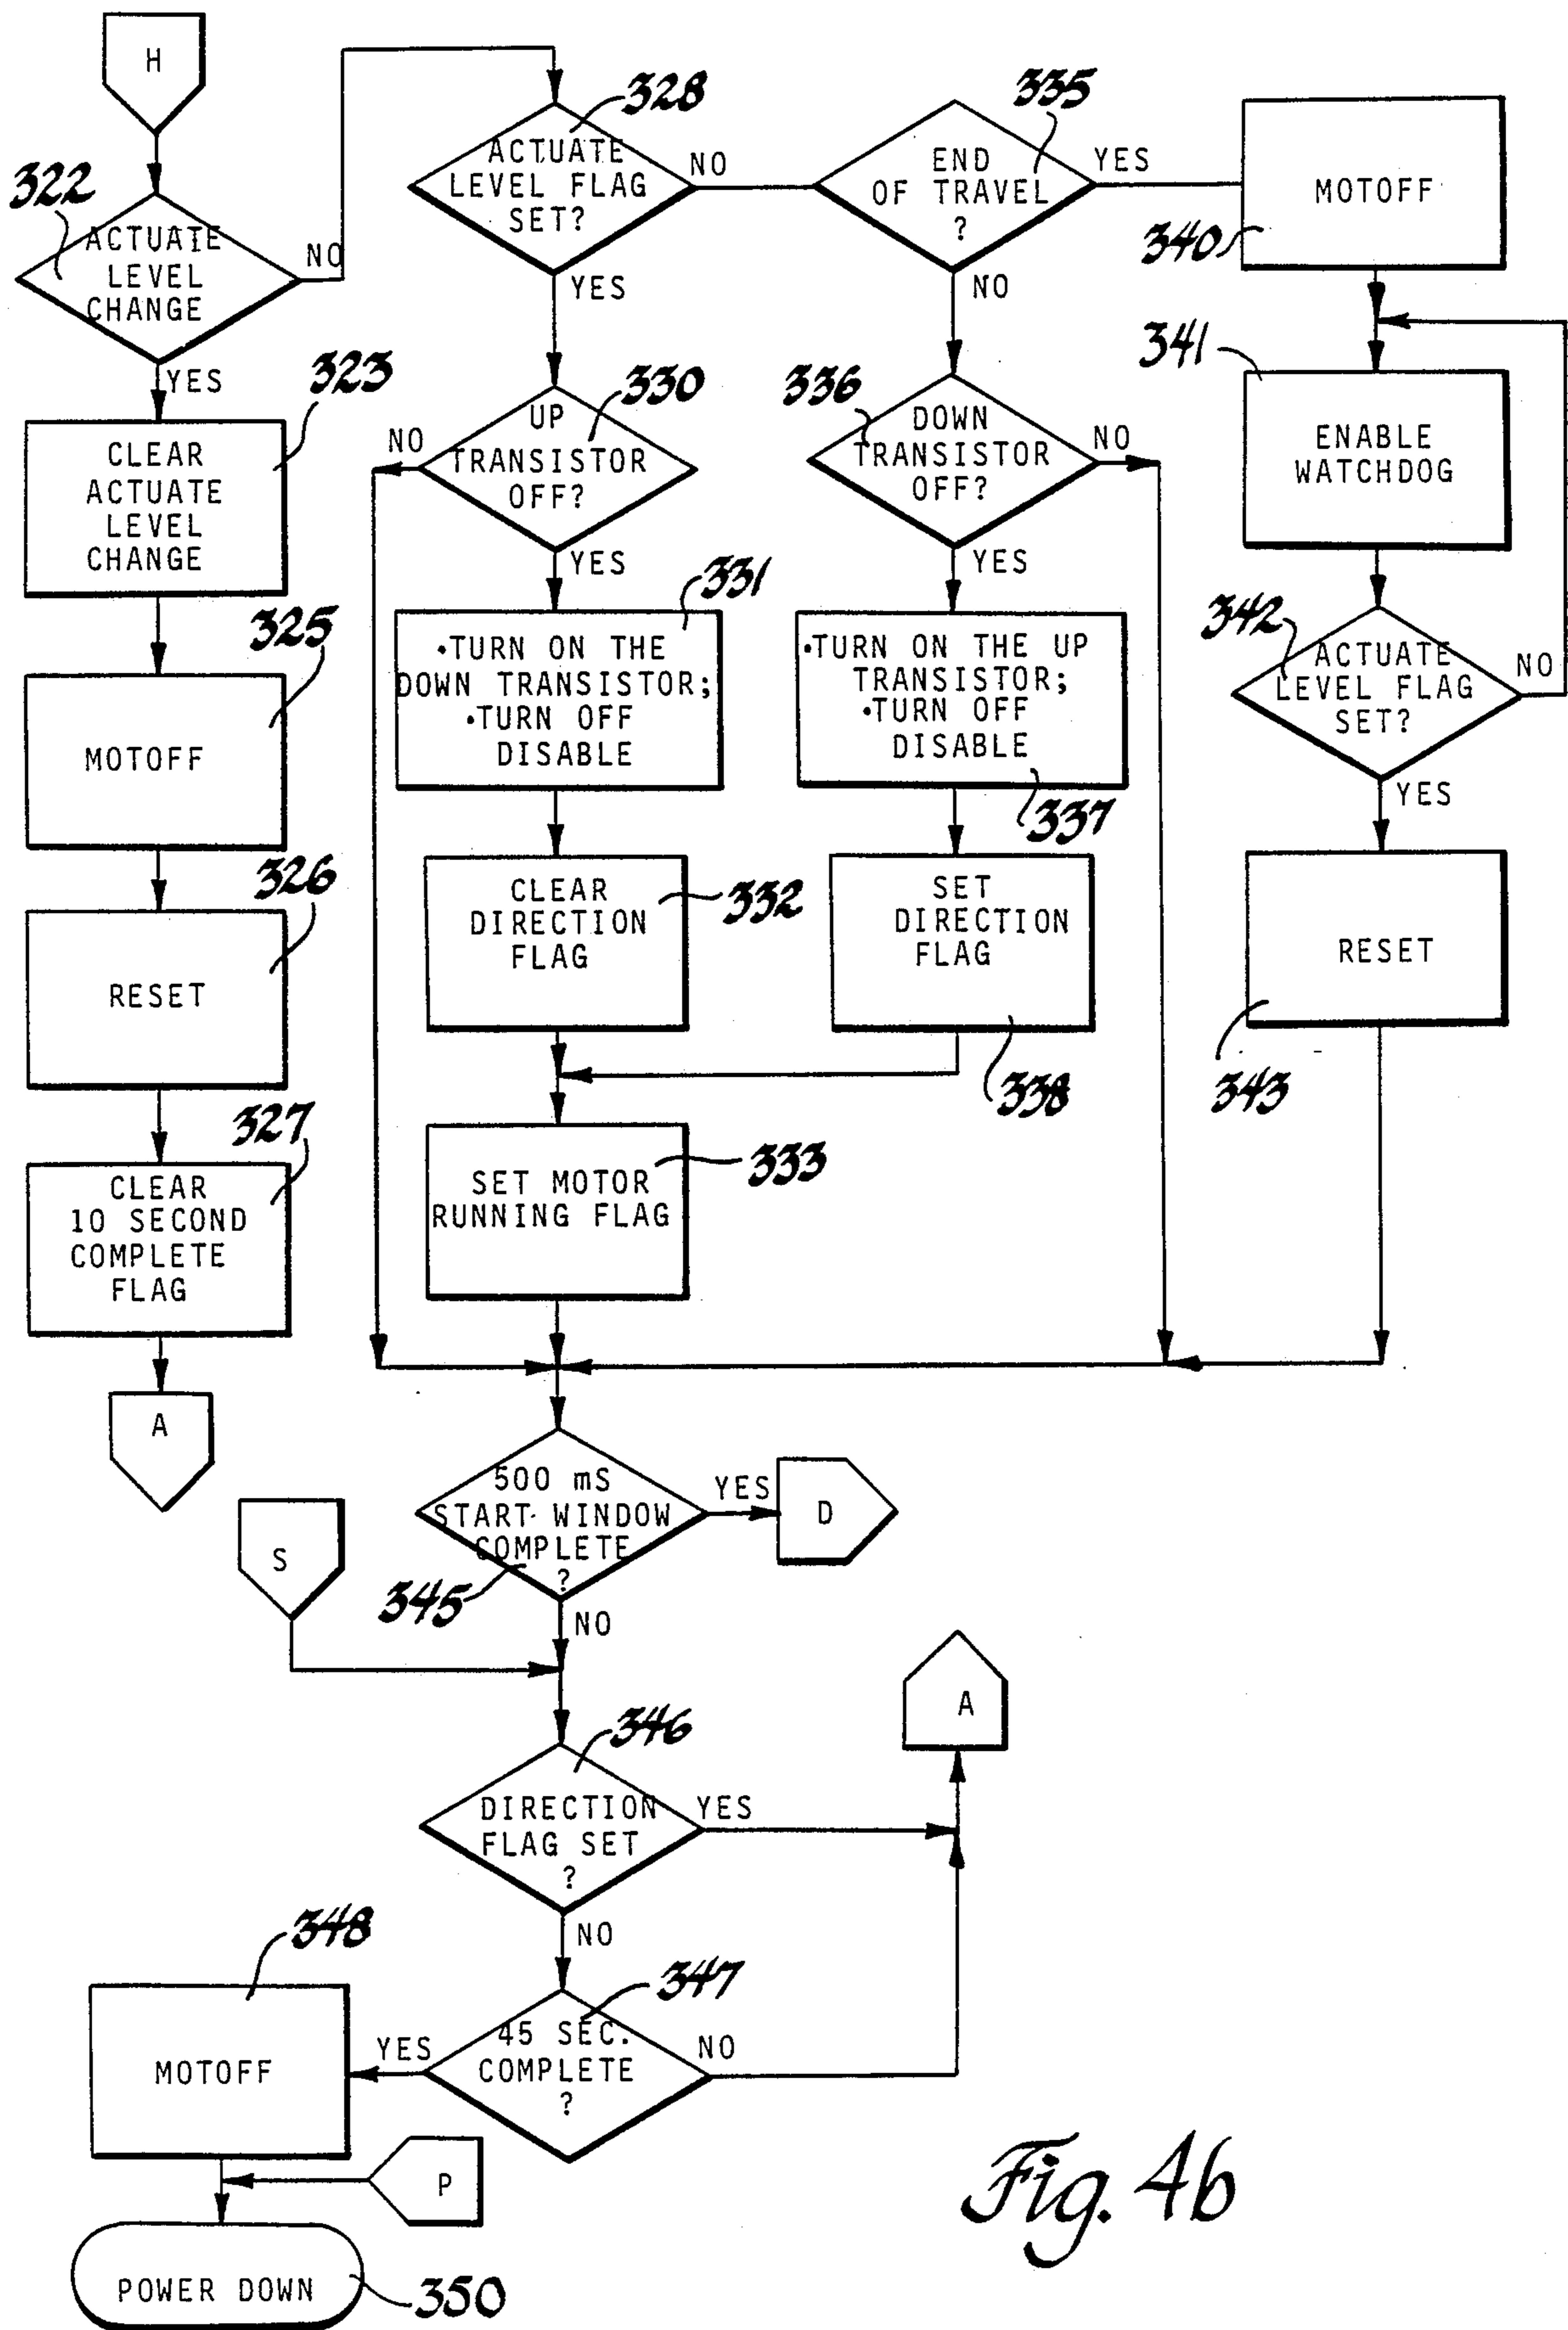 H
322
ACTUATE
LEVEL
CHANGE
NO
YES
323
CLEAR
ACTUATE
LEVEL
CHANGE
325
MOTOFF
326
RESET
327
CLEAR
10 SECOND
COMPLETE
FLAG
A
328
ACTUATE
LEVEL FLAG
SET?
NO
YES
330
UP
TRANSISTOR
OFF?
NO
YES
331
•TURN ON THE
DOWN TRANSISTOR;
•TURN OFF
DISABLE
332
CLEAR
DIRECTION
FLAG
333
SET MOTOR
RUNNING FLAG
335
END
OF TRAVEL
?
YES
NO
336
DOWN
TRANSISTOR
OFF?
NO
YES
•TURN ON THE UP
TRANSISTOR;
•TURN OFF
DISABLE
337
SET
DIRECTION
FLAG
338
MOTOFF
340
341
ENABLE
WATCHDOG
342
ACTUATE
LEVEL FLAG
SET?
NO
YES
RESET
343
500 mS
START WINDOW
COMPLETE
?
345
YES
D
NO
S
346
DIRECTION
FLAG SET
?
YES
A
NO
347
45 SEC.
COMPLETE
?
YES
NO
348
MOTOFF
P
POWER DOWN
350
Fig. 4b